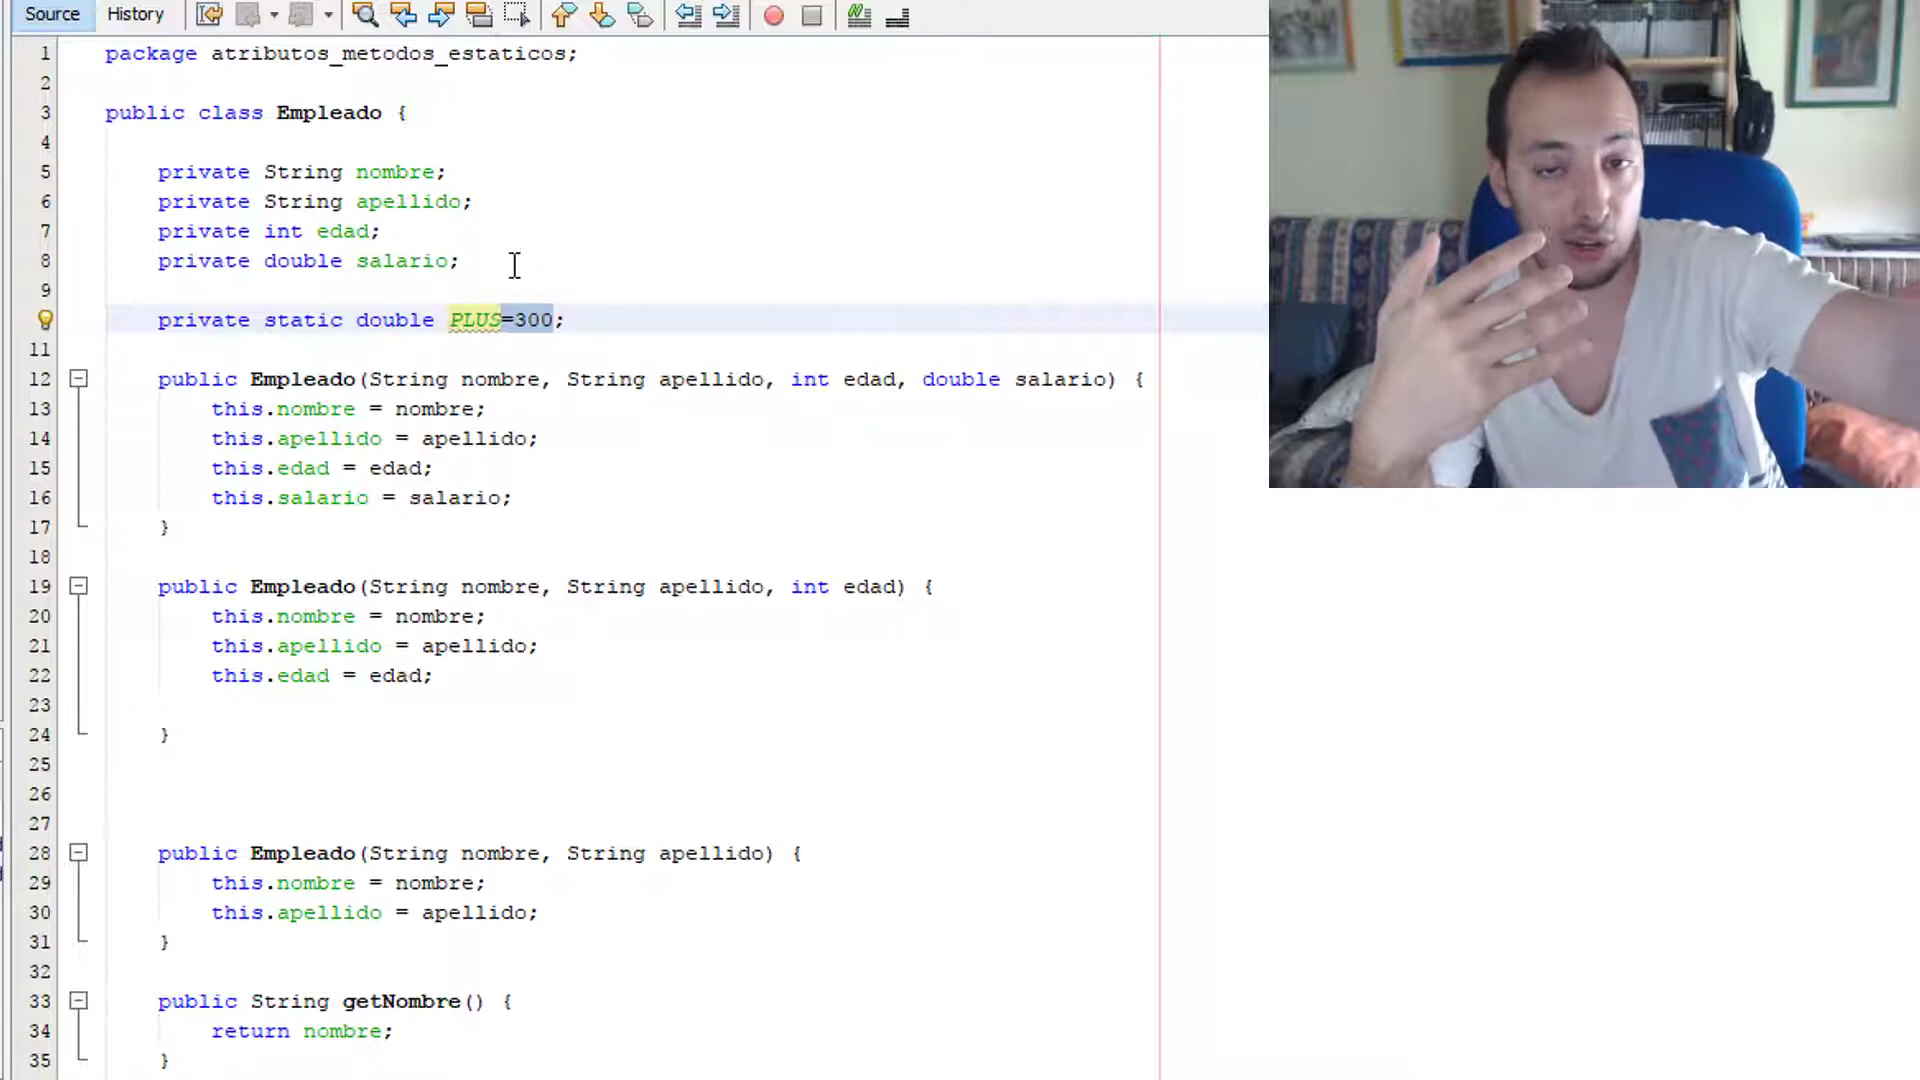 Source History
1 package atributos_metodos_estaticos;
2
3 public class Empleado {
4
5 private String nombre;
6 private String apellido;
7 private int edad;
8 private double salario;
9
private static double PLUS=300;
11
12 public Empleado(String nombre, String apellido, int edad, double salario) {
13 this.nombre = nombre;
14 this.apellido = apellido;
15 this.edad = edad;
16 this.salario = salario;
17 }
18
19 public Empleado(String nombre, String apellido, int edad) {
20 this.nombre = nombre;
21 this.apellido = apellido;
22 this.edad = edad;
23
24 }
25
26
27
28 public Empleado(String nombre, String apellido) {
29 this.nombre = nombre;
30 this.apellido = apellido;
31 }
32
33 public String getNombre() {
34 return nombre;
35 }